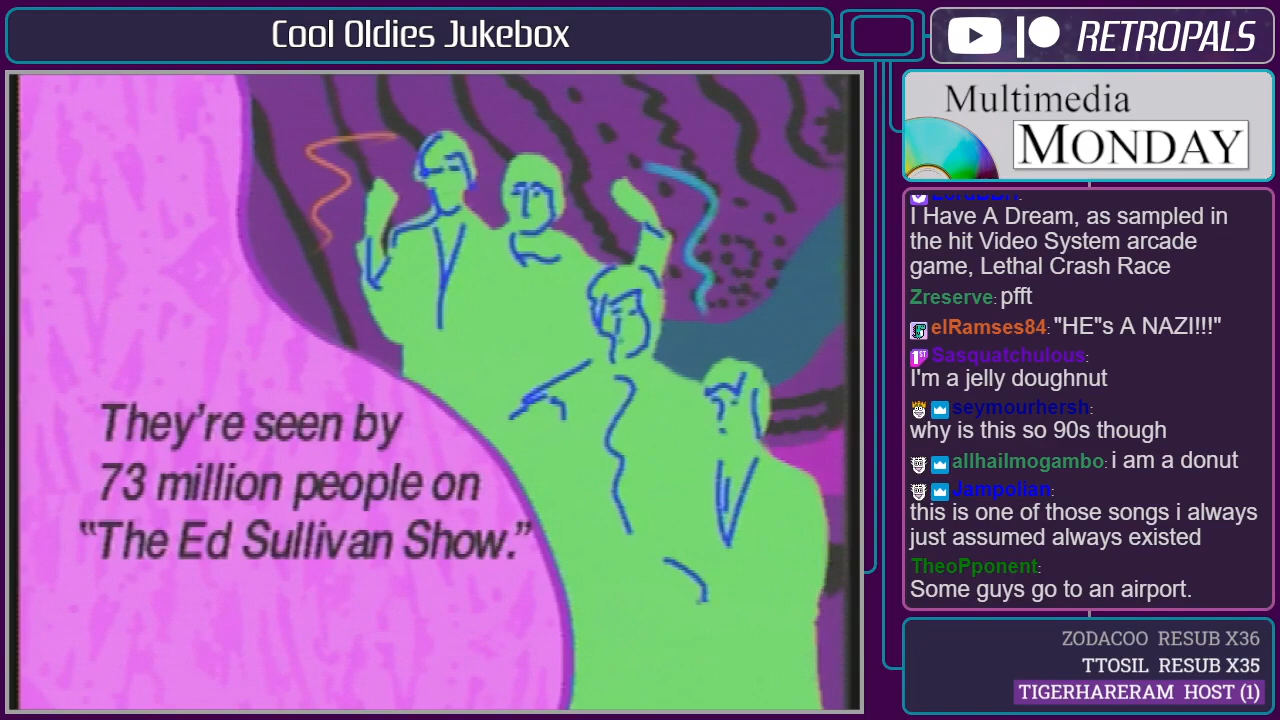 Cool Oldies Jukebox
RETROPALS
Multimedia
MONDAY
I Have A Dream, as sampled in
the hit Video System arcade
game, Lethal Crash Race
Zreserve: pfft
elRamses84: "HE"s A NAZI!!!"
1ST Sasquatchulous:
I'm a jelly doughnut
seymourhersh:
why is this so 90s though
allhailmogambo: i am a donut
Jampolian:
this is one of those songs i always
just assumed always existed
TheoPponent:
Some guys go to an airport.
They're seen by
73 million people on
“The Ed Sullivan Show.”
ZODACOO RESUB X36
TTOSIL RESUB X35
TIGERHARERAM HOST (1)